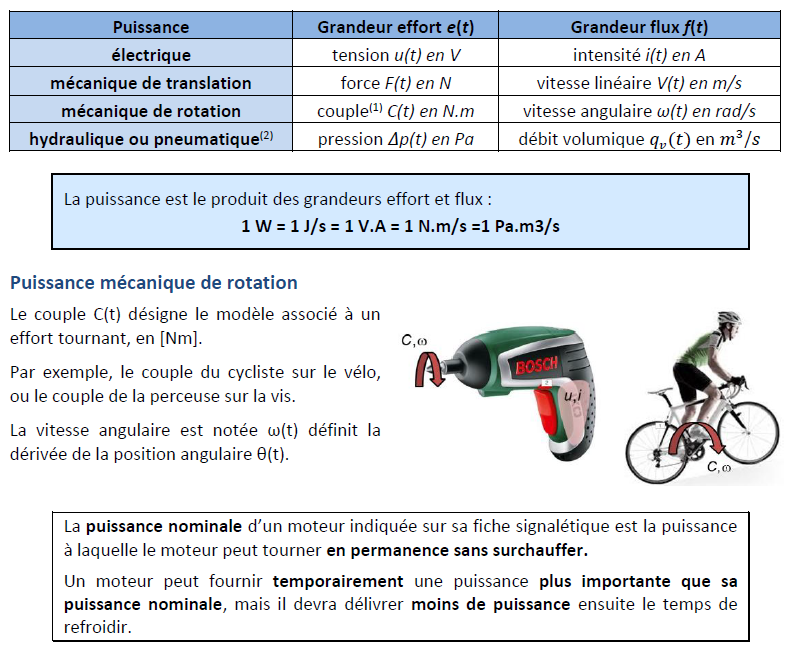 Puissance Grandeur effort e(t) Grandeur flux f(t)
électrique tension u(t) en V intensité i(t) en A
mécanique de translation force F(t) en N vitesse linéaire V(t) en m/s
mécanique de rotation couple(1) C(t) en N.m vitesse angulaire ω(t) en rad/s
hydraulique ou pneumatique(2) pression Δp(t) en Pa débit volumique qᵥ(t) en m³/s
La puissance est le produit des grandeurs effort et flux :
1 W = 1 J/s = 1 V.A = 1 N.m/s =1 Pa.m3/s
Puissance mécanique de rotation
Le couple C(t) désigne le modèle associé à un
effort tournant, en [Nm].
Par exemple, le couple du cycliste sur le vélo,
ou le couple de la perceuse sur la vis.
La vitesse angulaire est notée ω(t) définit la
dérivée de la position angulaire θ(t).
C,ω
BOSCH
2
u,i
C,ω
La puissance nominale d'un moteur indiquée sur sa fiche signalétique est la puissance
à laquelle le moteur peut tourner en permanence sans surchauffer.
Un moteur peut fournir temporairement une puissance plus importante que sa
puissance nominale, mais il devra délivrer moins de puissance ensuite le temps de
refroidir.